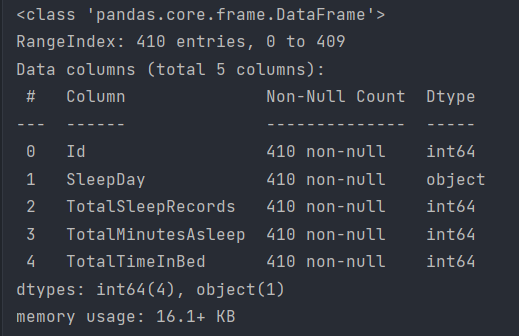 <class 'pandas.core.frame.DataFrame'>
RangeIndex: 410 entries, 0 to 409
Data columns (total 5 columns):
 #   Column              Non-Null Count  Dtype
---  ------              --------------  -----
 0   Id                  410 non-null    int64
 1   SleepDay            410 non-null    object
 2   TotalSleepRecords   410 non-null    int64
 3   TotalMinutesAsleep  410 non-null    int64
 4   TotalTimeInBed      410 non-null    int64
dtypes: int64(4), object(1)
memory usage: 16.1+ KB